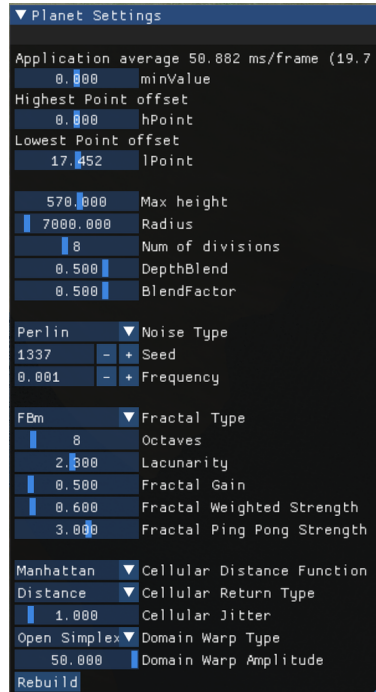 Planet Settings
Application average 50.882 ms/frame (19.7
0.000 minValue
Highest Point offset
0.000 hPoint
Lowest Point offset
17.452 lPoint
570.000 Max height
7000.000 Radius
8 Num of divisions
0.500 DepthBlend
0.500 BlendFactor
Perlin Noise Type
1337 - + Seed
0.001 - + Frequency
FBm Fractal Type
8 Octaves
2.300 Lacunarity
0.500 Fractal Gain
0.600 Fractal Weighted Strength
3.000 Fractal Ping Pong Strength
Manhattan Cellular Distance Function
Distance Cellular Return Type
1.000 Cellular Jitter
Open Simplex Domain Warp Type
50.000 Domain Warp Amplitude
Rebuild